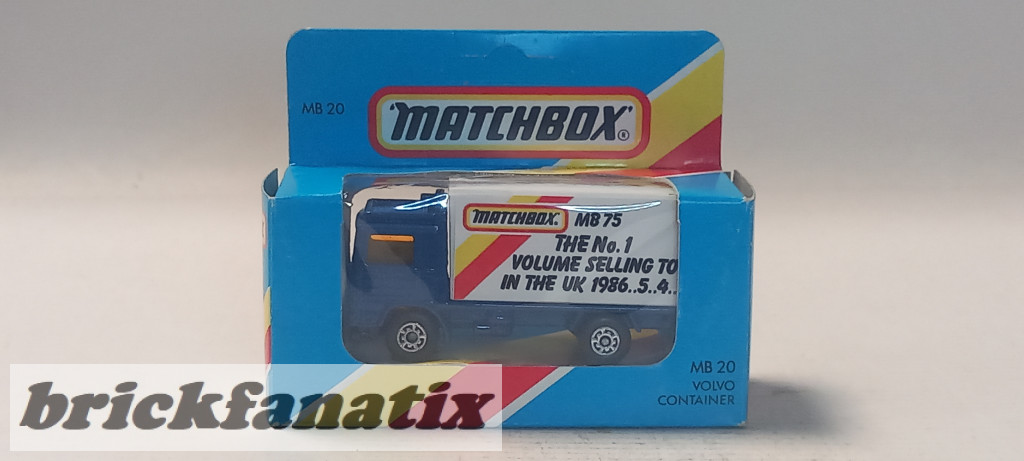 MB 20
'MATCHBOX'®
MATCHBOX MB 75
THE No. 1
VOLUME SELLING TO
IN THE UK 1986..5..4..
MB 20
VOLVO
CONTAINER
brickfanatix